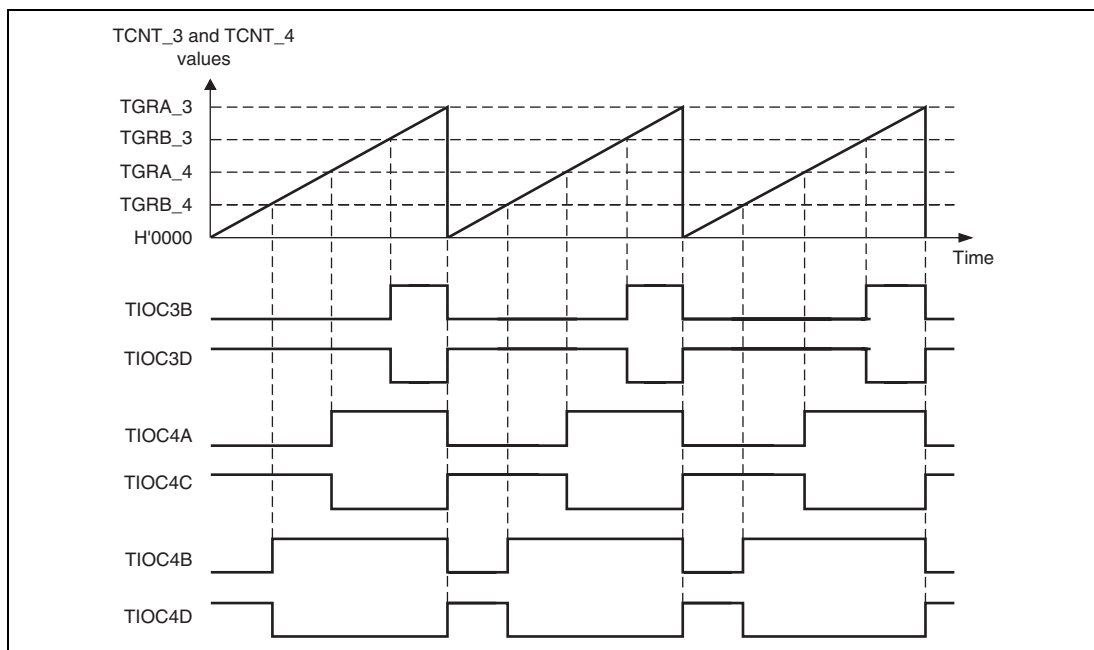 TCNT_3 and TCNT_4
values
TGRA_3
TGRB_3
TGRA_4
TGRB_4
H'0000
Time
TIOC3B
TIOC3D
TIOC4A
TIOC4C
TIOC4B
TIOC4D